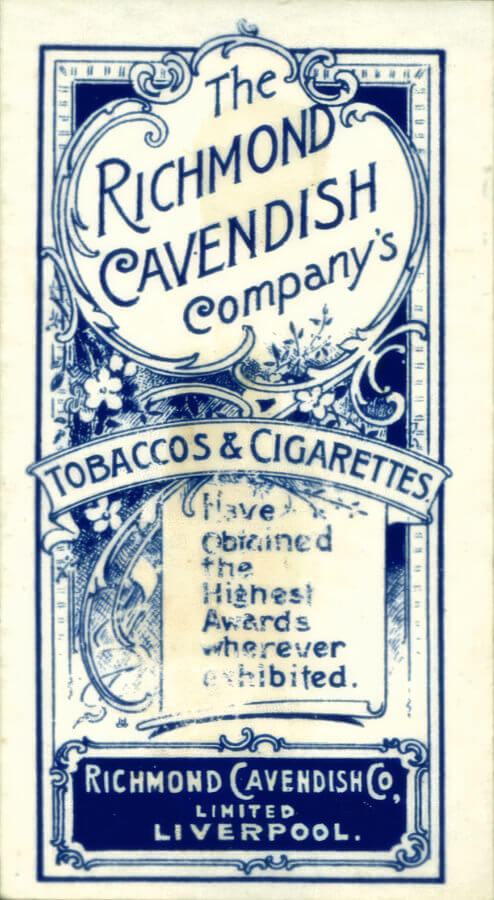 The
RICHMOND
CAVENDISH
Company's
TOBACCOS & CIGARETTES.
Have
Obtained
the
Highest
Awards
wherever
exhibited.
RICHMOND CAVENDISH CO,
LIMITED
LIVERPOOL.